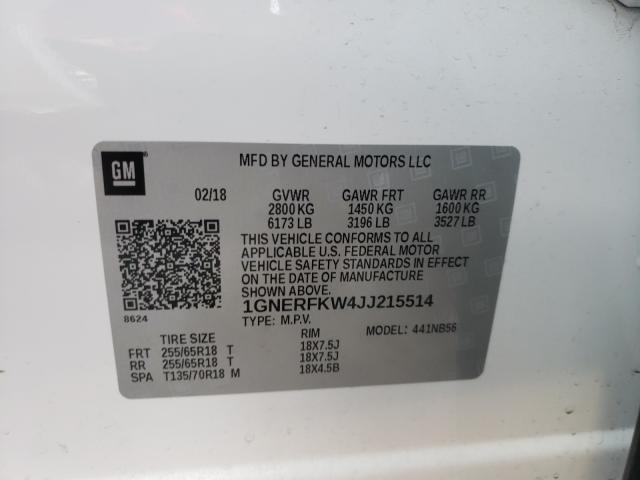 GM
MFD BY GENERAL MOTORS LLC
02/18 GVWR GAWR FRT GAWR RR
2800 KG 1450 KG 1600 KG
6173 LB 3196 LB 3527 LB
THIS VEHICLE CONFORMS TO ALL
APPLICABLE U.S. FEDERAL MOTOR
VEHICLE SAFETY STANDARDS IN EFFECT
ON THE DATE OF MANUFACTURE
SHOWN ABOVE.
1GNERFKW4JJ215514
8624
TYPE: M.P.V. MODEL: 441NB56
TIRE SIZE RIM
FRT 255/65R18 T 18X7.5J
RR 255/65R18 T 18X7.5J
SPA T135/70R18 M 18X4.5B